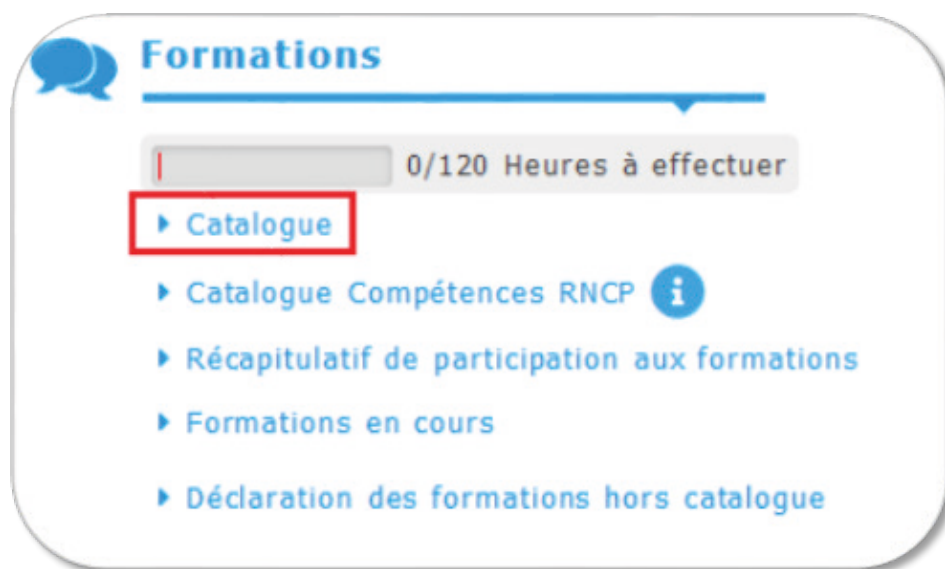 Formations
0/120 Heures à effectuer
Catalogue
Catalogue Compétences RNCP
Récapitulatif de participation aux formations
Formations en cours
Déclaration des formations hors catalogue